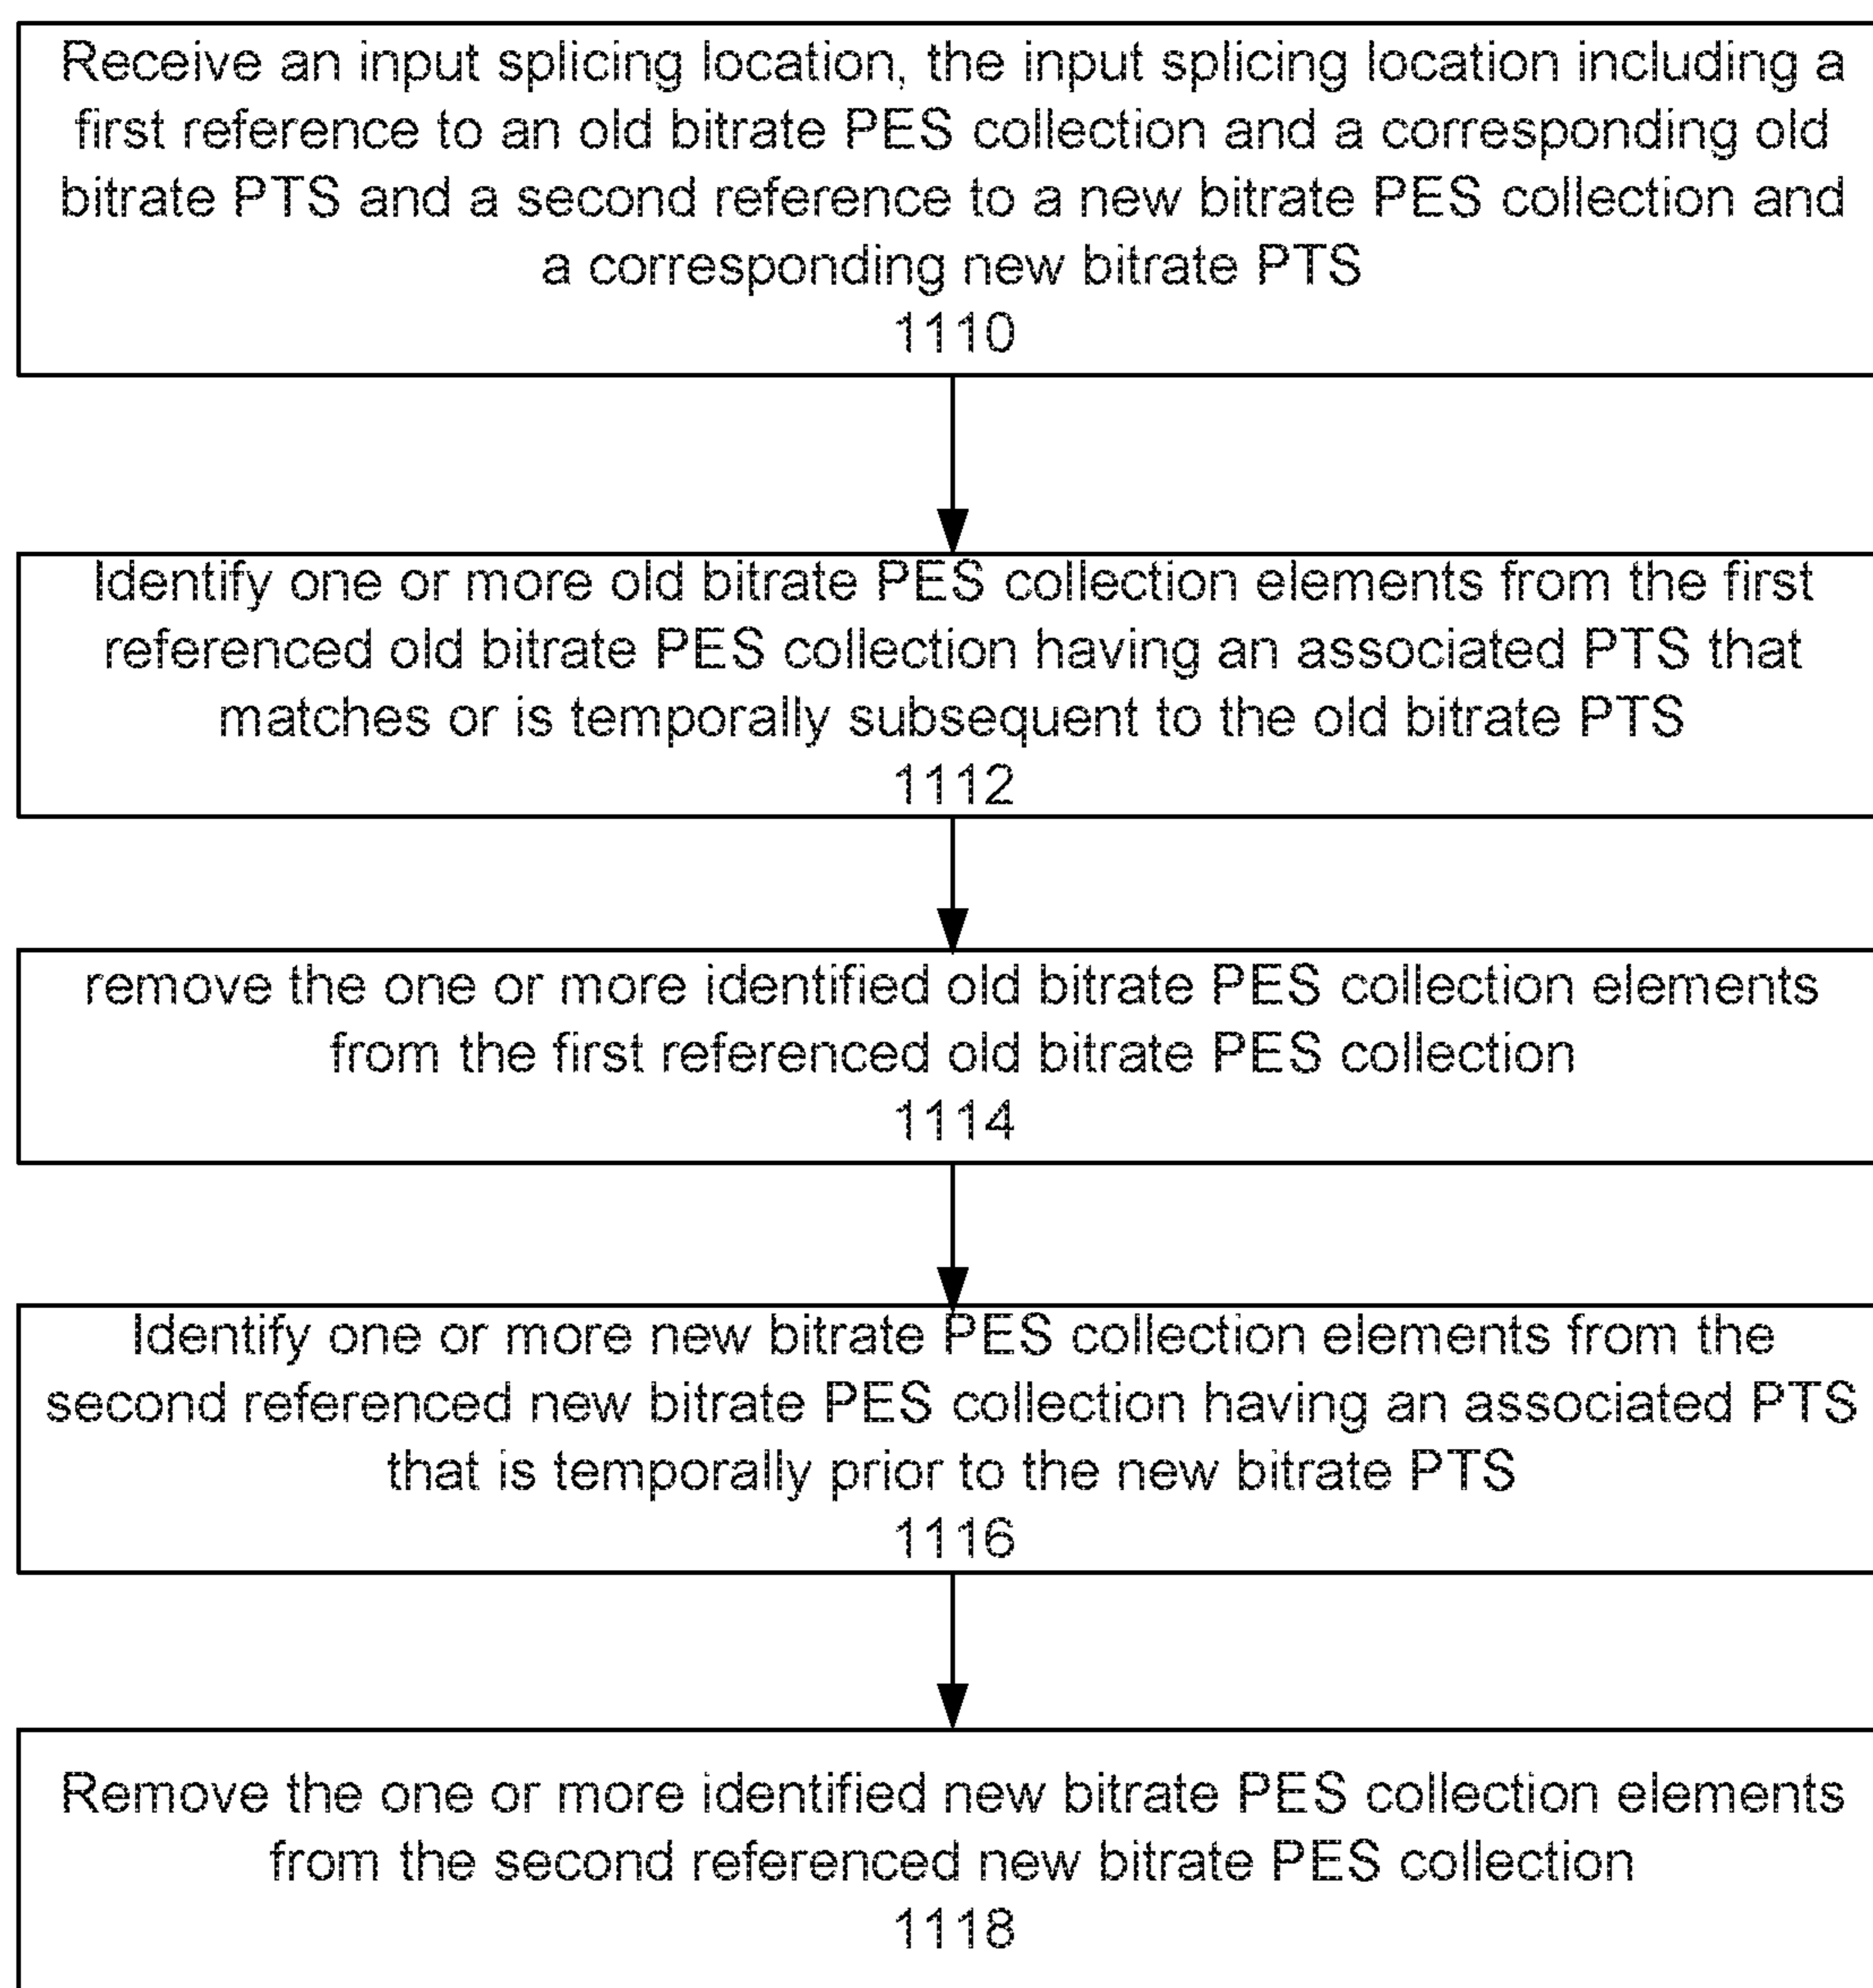 Receive an input splicing location, the input splicing location including a
first reference to an old bitrate PES collection and a corresponding old
bitrate PTS and a second reference to a new bitrate PES collection and
a corresponding new bitrate PTS
1110
Identify one or more old bitrate PES collection elements from the first
referenced old bitrate PES collection having an associated PTS that
matches or is temporally subsequent to the old bitrate PTS
1112
remove the one or more identified old bitrate PES collection elements
from the first referenced old bitrate PES collection
1114
Identify one or more new bitrate PES collection elements from the
second referenced new bitrate PES collection having an associated PTS
that is temporally prior to the new bitrate PTS
1116
Remove the one or more identified new bitrate PES collection elements
from the second referenced new bitrate PES collection
1118